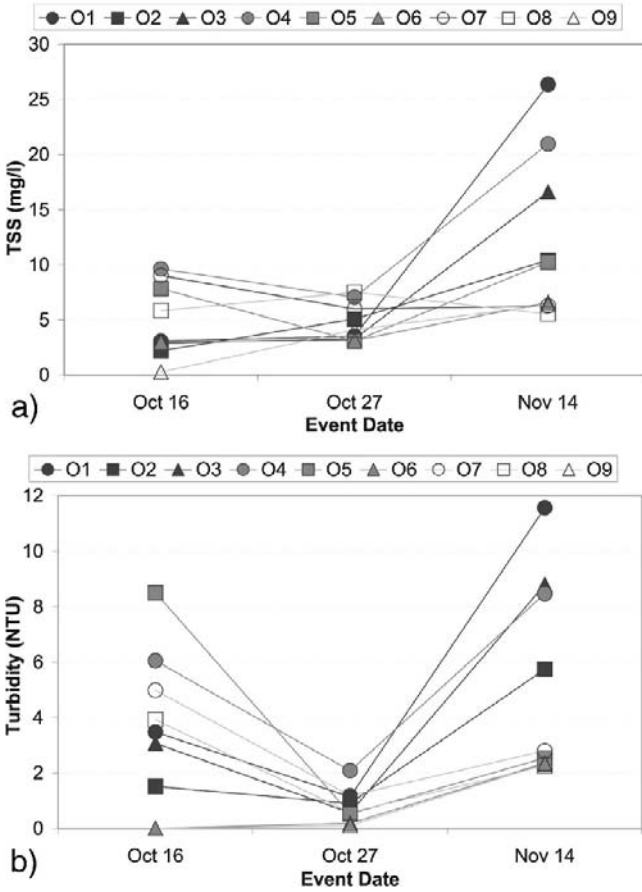 O1 O2 O3 O4 O5 O6 O7 O8 O9
30
25
20
15
10
5
0
TSS (mg/l)
Oct 16 Oct 27 Nov 14
Event Date
a)
O1 O2 O3 O4 O5 O6 O7 O8 O9
12
10
8
6
4
2
0
Turbidity (NTU)
Oct 16 Oct 27 Nov 14
Event Date
b)